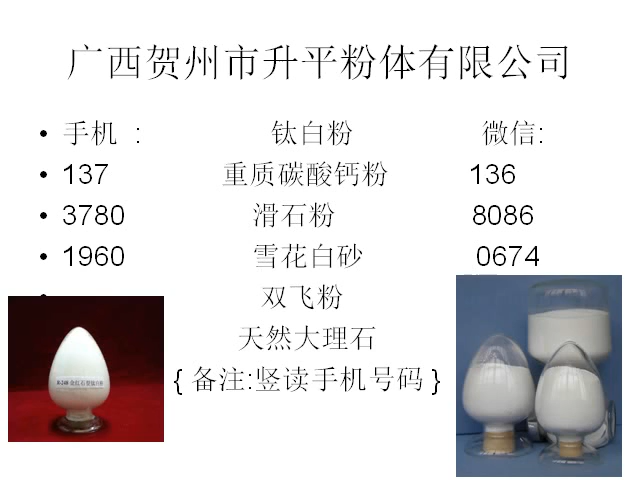 广西贺州市升平粉体有限公司
• 手机 : 钛白粉 微信:
• 137 重质碳酸钙粉 136
• 3780 滑石粉 8086
• 1960 雪花白砂 0674
• 双飞粉
天然大理石
{ 备注:竖读手机号码 }